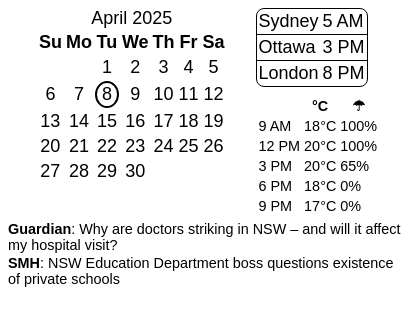 April 2025
Su Mo Tu We Th Fr Sa
1 2 3 4 5
6 7 8 9 10 11 12
13 14 15 16 17 18 19
20 21 22 23 24 25 26
27 28 29 30
Sydney 5 AM
Ottawa 3 PM
London 8 PM
°C ☂
9 AM 18°C 100%
12 PM 20°C 100%
3 PM 20°C 65%
6 PM 18°C 0%
9 PM 17°C 0%
Guardian: Why are doctors striking in NSW – and will it affect
my hospital visit?
SMH: NSW Education Department boss questions existence
of private schools